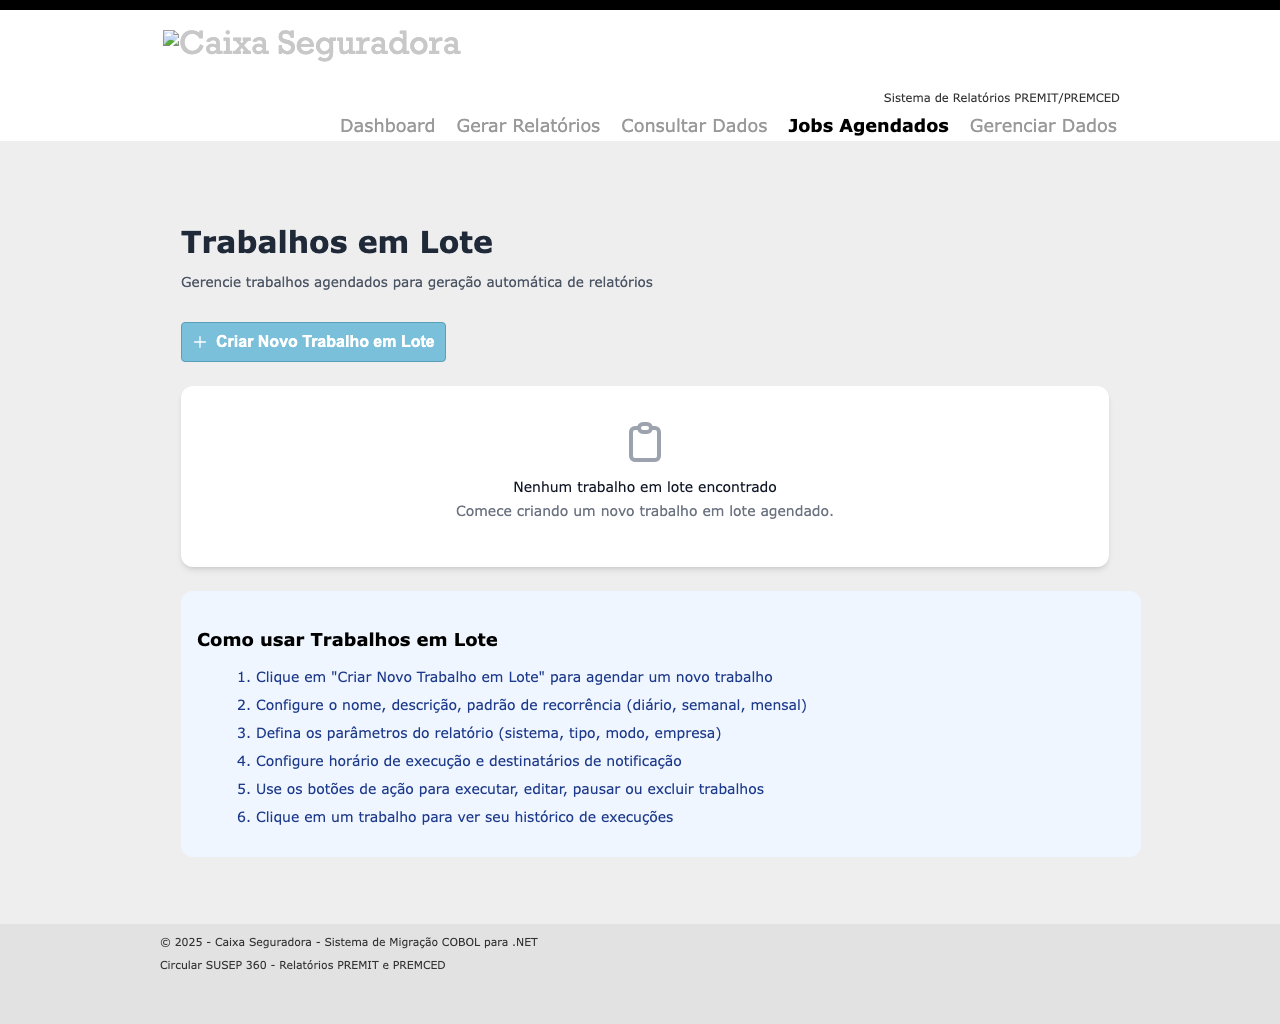 Caixa Seguradora
Sistema de Relatórios PREMIT/PREMCED
Dashboard Gerar Relatórios Consultar Dados Jobs Agendados Gerenciar Dados
Trabalhos em Lote
Gerencie trabalhos agendados para geração automática de relatórios
Criar Novo Trabalho em Lote
Nenhum trabalho em lote encontrado
Comece criando um novo trabalho em lote agendado.
Como usar Trabalhos em Lote
1. Clique em "Criar Novo Trabalho em Lote" para agendar um novo trabalho
2. Configure o nome, descrição, padrão de recorrência (diário, semanal, mensal)
3. Defina os parâmetros do relatório (sistema, tipo, modo, empresa)
4. Configure horário de execução e destinatários de notificação
5. Use os botões de ação para executar, editar, pausar ou excluir trabalhos
6. Clique em um trabalho para ver seu histórico de execuções
© 2025 - Caixa Seguradora - Sistema de Migração COBOL para .NET
Circular SUSEP 360 - Relatórios PREMIT e PREMCED